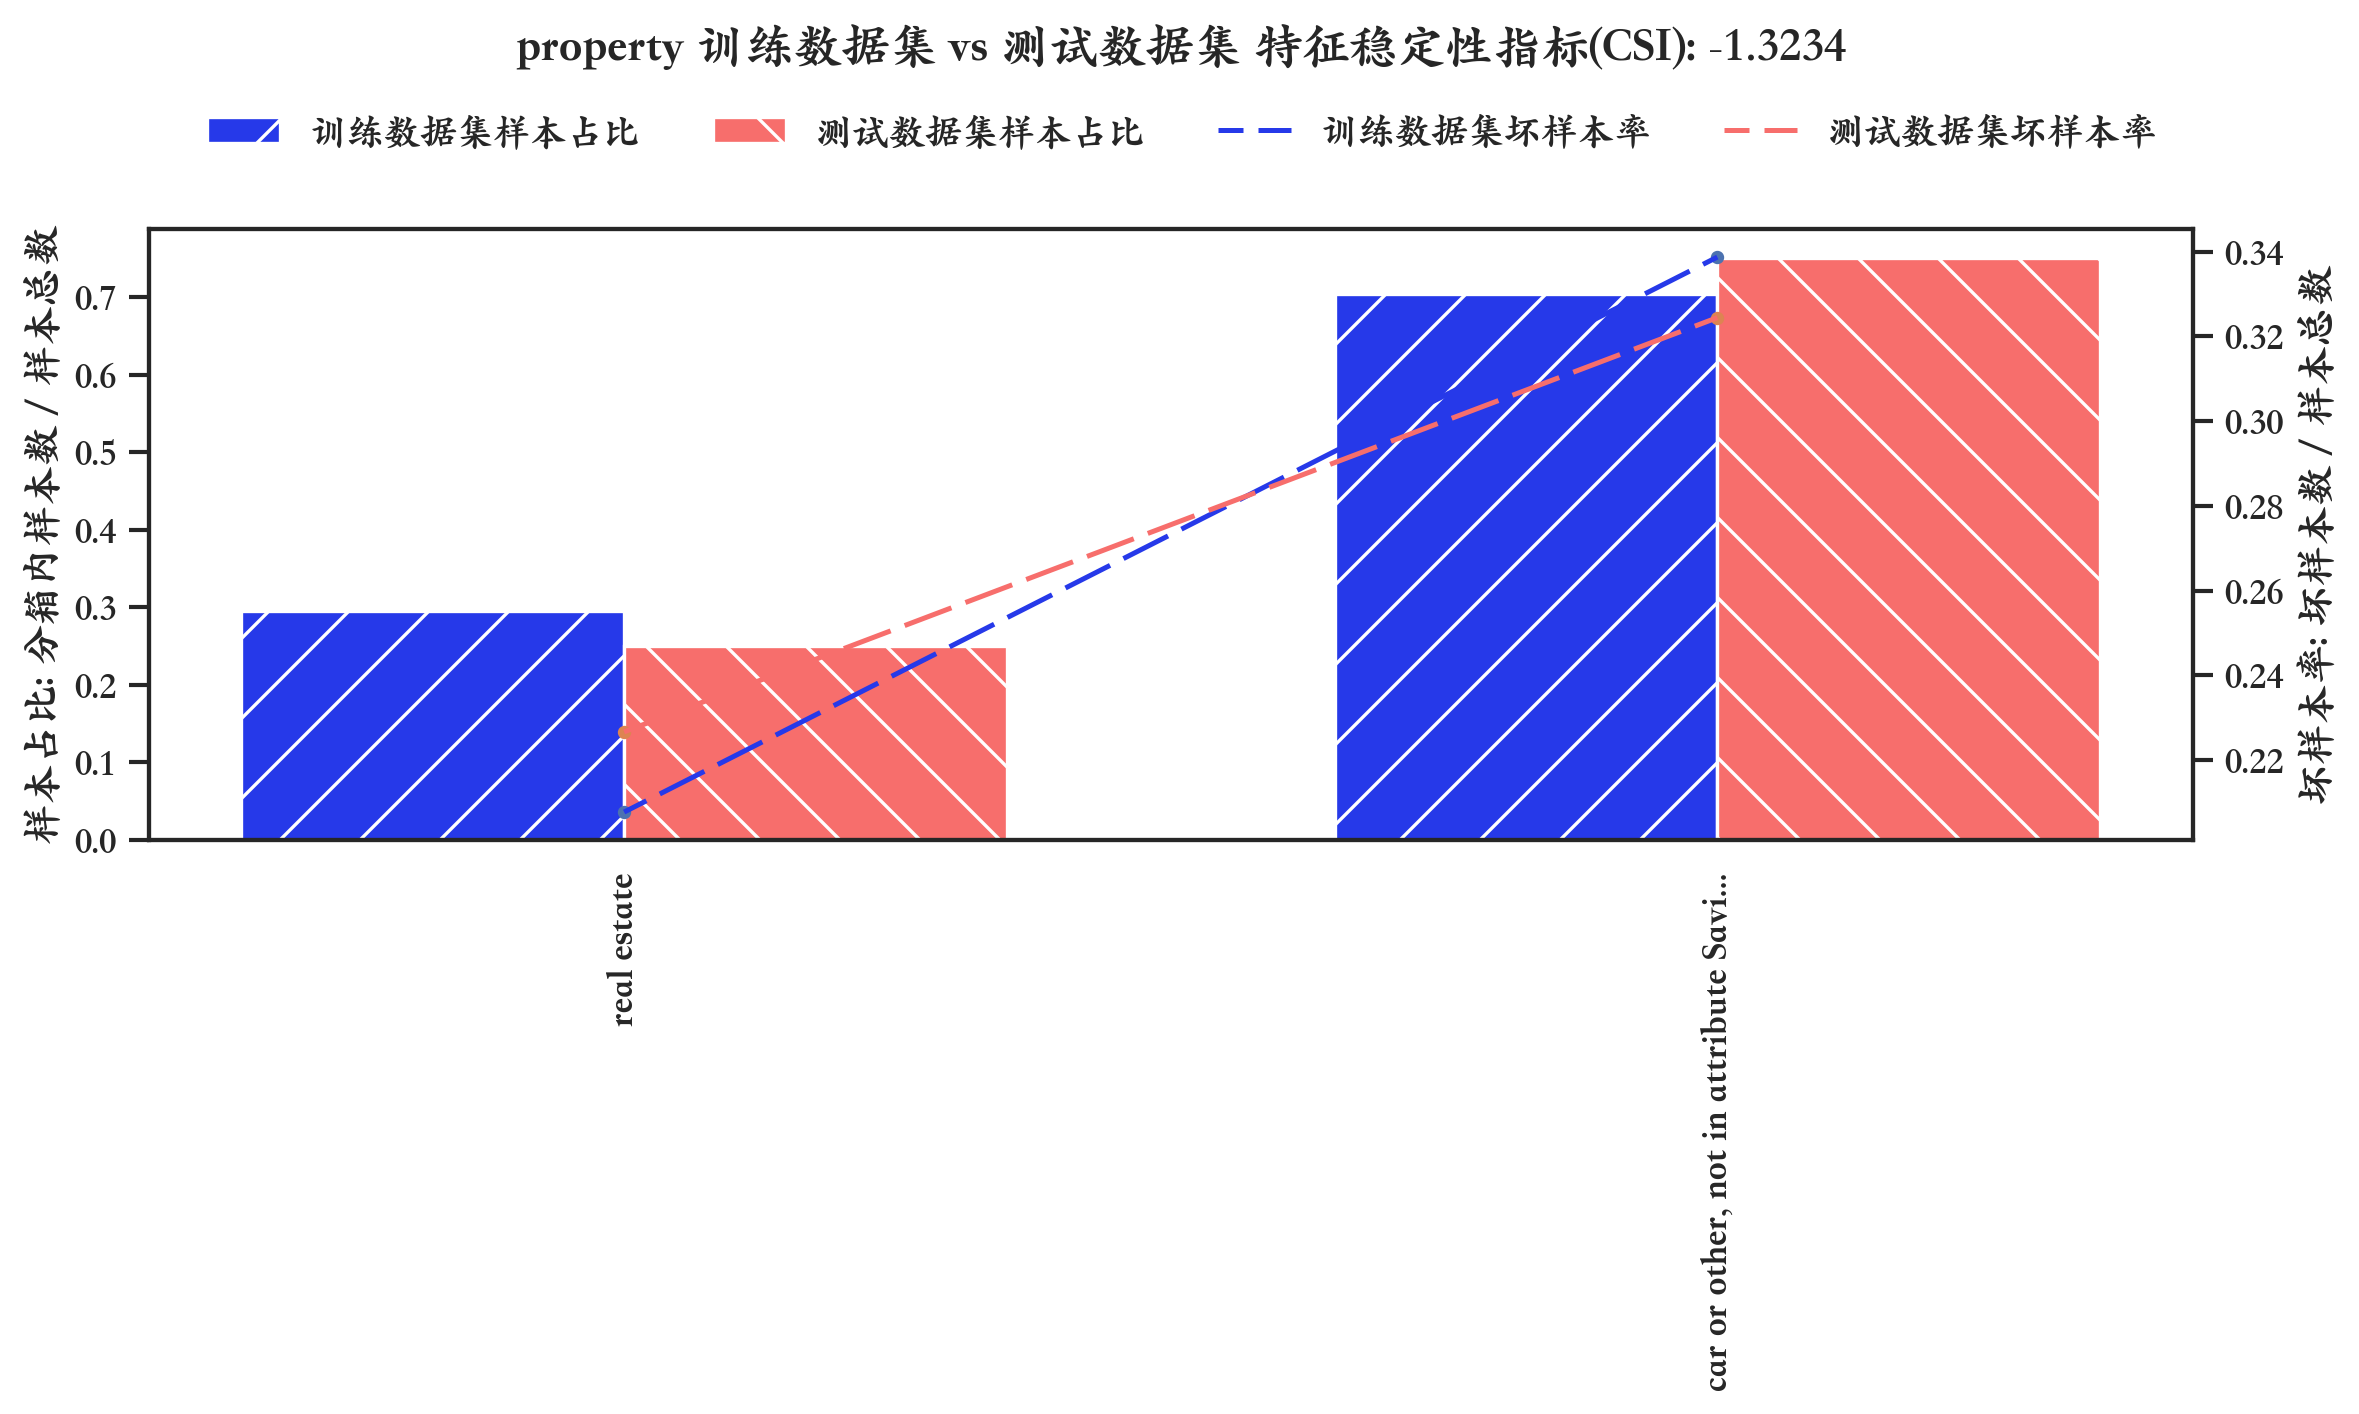 property 训练数据集 vs 测试数据集 特征稳定性指标(CSI): -1.3234
训练数据集样本占比 测试数据集样本占比 训练数据集坏样本率 测试数据集坏样本率
样本占比: 分箱内样本数 / 样本总数
0.7
0.6
0.5
0.4
0.3
0.2
0.1
0.0
0.34
0.32
0.30
0.28
0.26
0.24
0.22
坏样本率: 坏样本数 / 样本总数
real estate
car or other, not in attribute Savi...